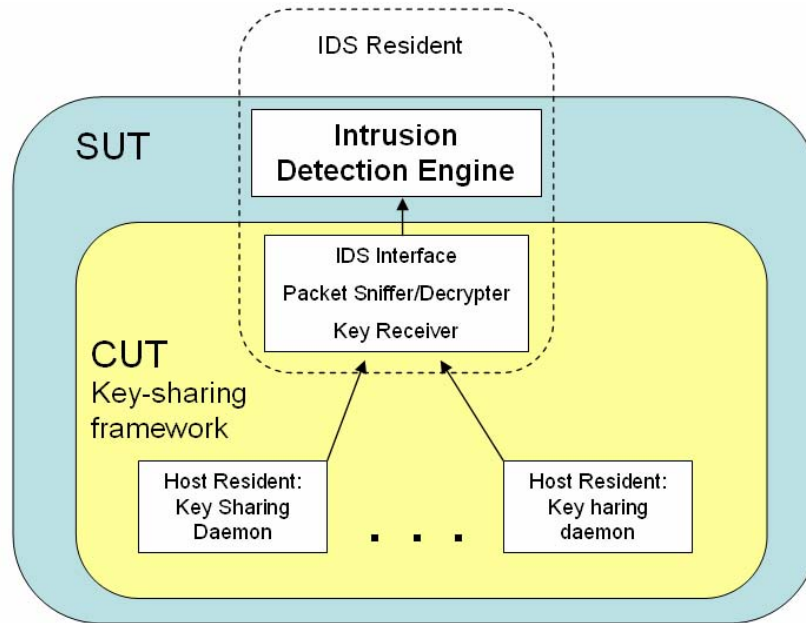 IDS Resident
SUT
Intrusion
Detection Engine
IDS Interface
Packet Sniffer/Decrypter
Key Receiver
CUT
Key-sharing
framework
Host Resident:
Key Sharing
Daemon
. . .
Host Resident:
Key haring
daemon